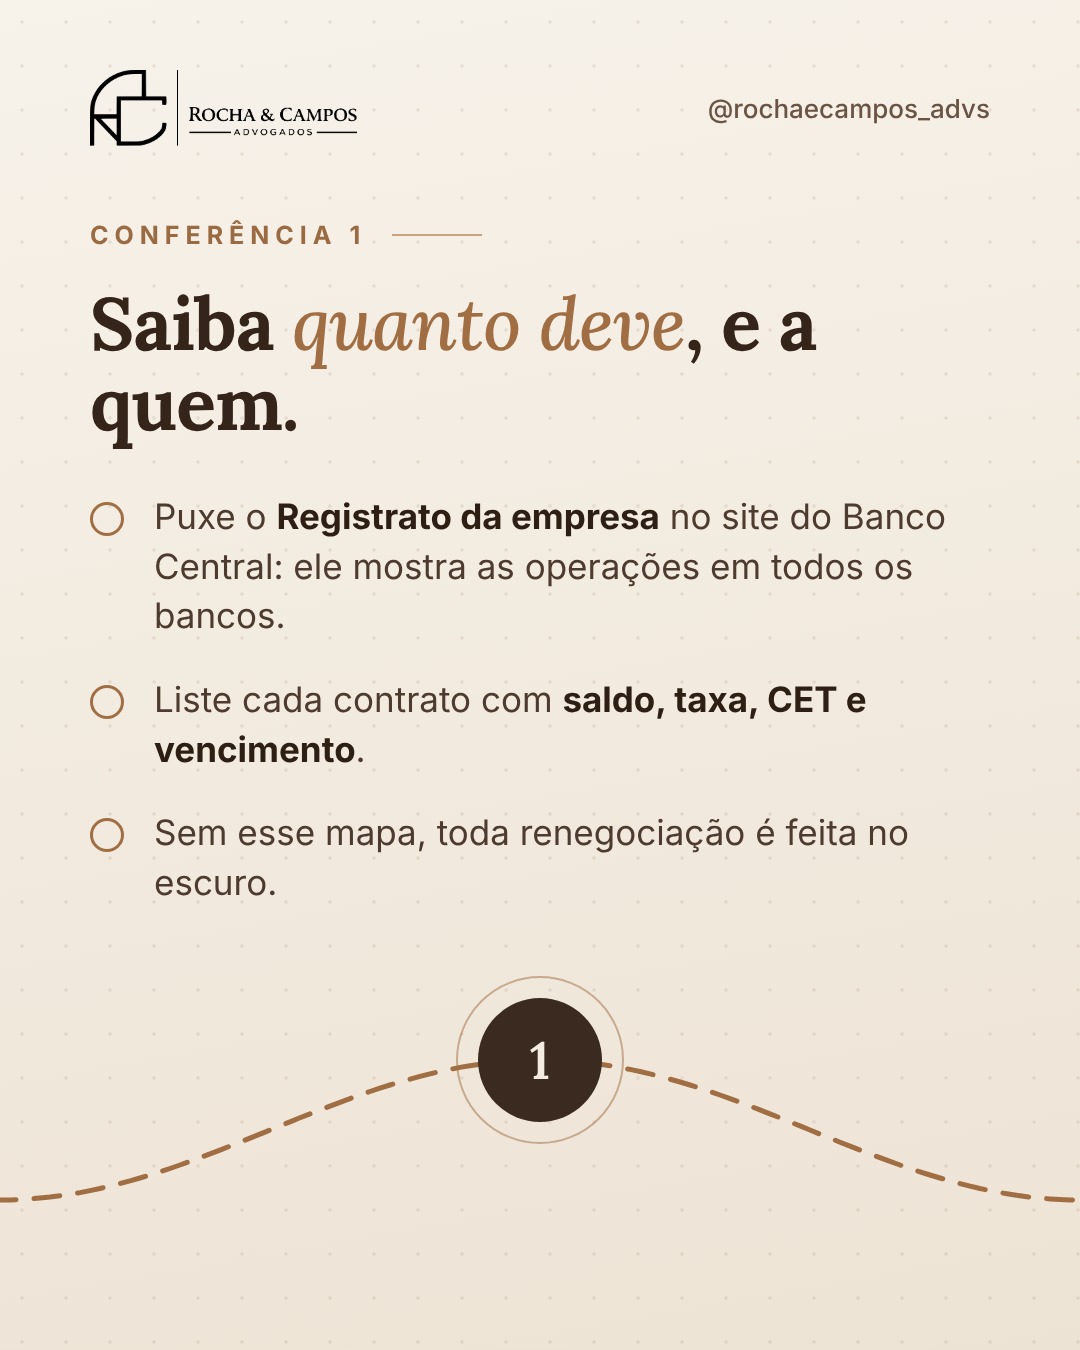 ROCHA & CAMPOS
ADVOGADOS
@rochaecampos_advs
CONFERÊNCIA 1
Saiba quanto deve, e a
quem.
Puxe o Registrato da empresa no site do Banco
Central: ele mostra as operações em todos os
bancos.
Liste cada contrato com saldo, taxa, CET e
vencimento.
Sem esse mapa, toda renegociação é feita no
escuro.
1